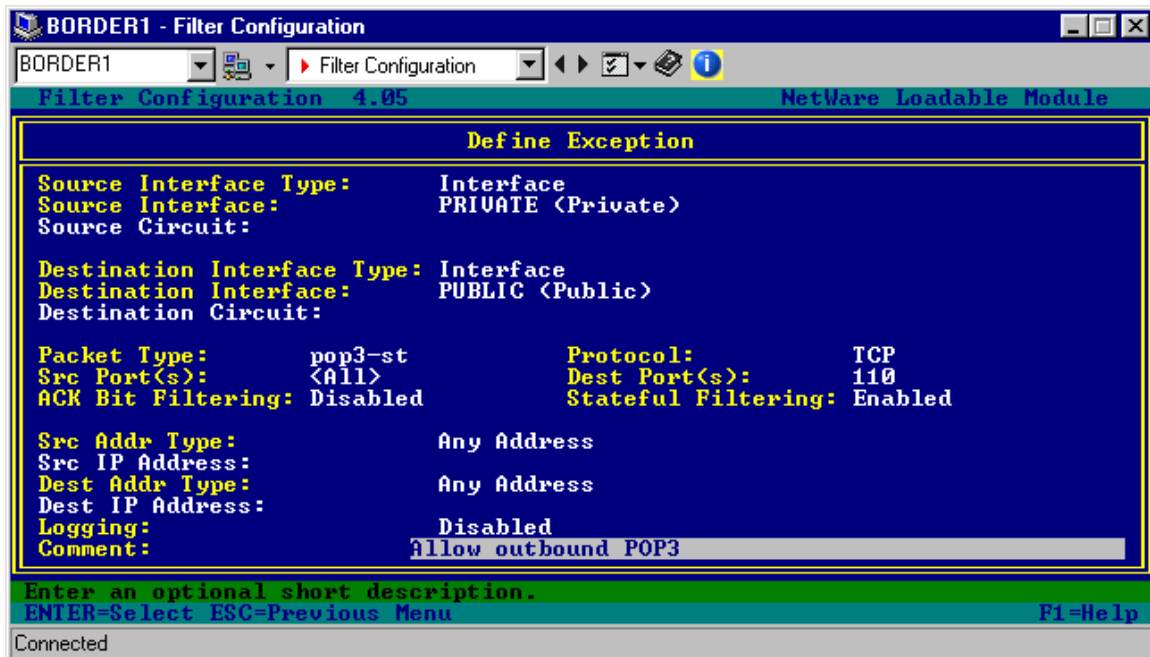 BORDER1 - Filter Configuration
BORDER1 Filter Configuration
Filter Configuration 4.05 NetWare Loadable Module
Define Exception
Source Interface Type: Interface
Source Interface: PRIVATE <Private>
Source Circuit:
Destination Interface Type: Interface
Destination Interface: PUBLIC <Public>
Destination Circuit:
Packet Type: pop3-st Protocol: TCP
Src Port(s): <All> Dest Port(s): 110
ACK Bit Filtering: Disabled Stateful Filtering: Enabled
Src Addr Type: Any Address
Src IP Address:
Dest Addr Type: Any Address
Dest IP Address:
Logging: Disabled
Comment: Allow outbound POP3
Enter an optional short description.
ENTER=Select ESC=Previous Menu F1=Help
Connected